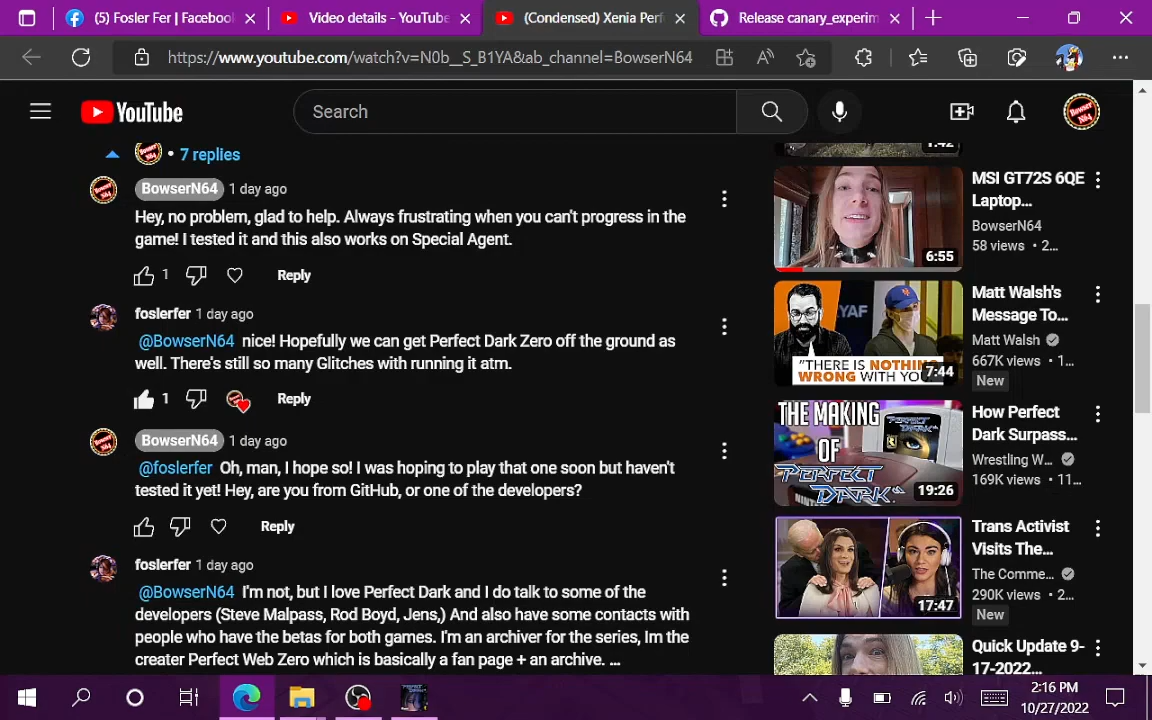 (5) Fosler Fer | Facebook
Video details - YouTube
(Condensed) Xenia Perf
Release canary_experim
https://www.youtube.com/watch?v=N0b__S_B1YA&ab_channel=BowserN64
YouTube
Search
7 replies
BowserN64 1 day ago
Hey, no problem, glad to help. Always frustrating when you can't progress in the
game! I tested it and this also works on Special Agent.
1 Reply
foslerfer 1 day ago
@BowserN64 nice! Hopefully we can get Perfect Dark Zero off the ground as
well. There's still so many Glitches with running it atm.
1 Reply
BowserN64 1 day ago
@foslerfer Oh, man, I hope so! I was hoping to play that one soon but haven't
tested it yet! Hey, are you from GitHub, or one of the developers?
Reply
foslerfer 1 day ago
@BowserN64 I'm not, but I love Perfect Dark and I do talk to some of the
developers (Steve Malpass, Rod Boyd, Jens,) And also have some contacts with
people who have the betas for both games. I'm an archiver for the series, Im the
creater Perfect Web Zero which is basically a fan page + an archive. ...
1:42
MSI GT72S 6QE
Laptop...
BowserN64
58 views • 2...
6:55
Matt Walsh's
Message To...
Matt Walsh
667K views • 1...
New
YAF
"THERE IS NOTHING
WRONG WITH YOU
7:44
How Perfect
Dark Surpass...
Wrestling W...
169K views • 11...
THE MAKING
OF
PERFECT
DARK
19:26
Trans Activist
Visits The...
The Comme...
290K views • 2...
New
17:47
Quick Update 9-
17-2022...
2:16 PM
10/27/2022